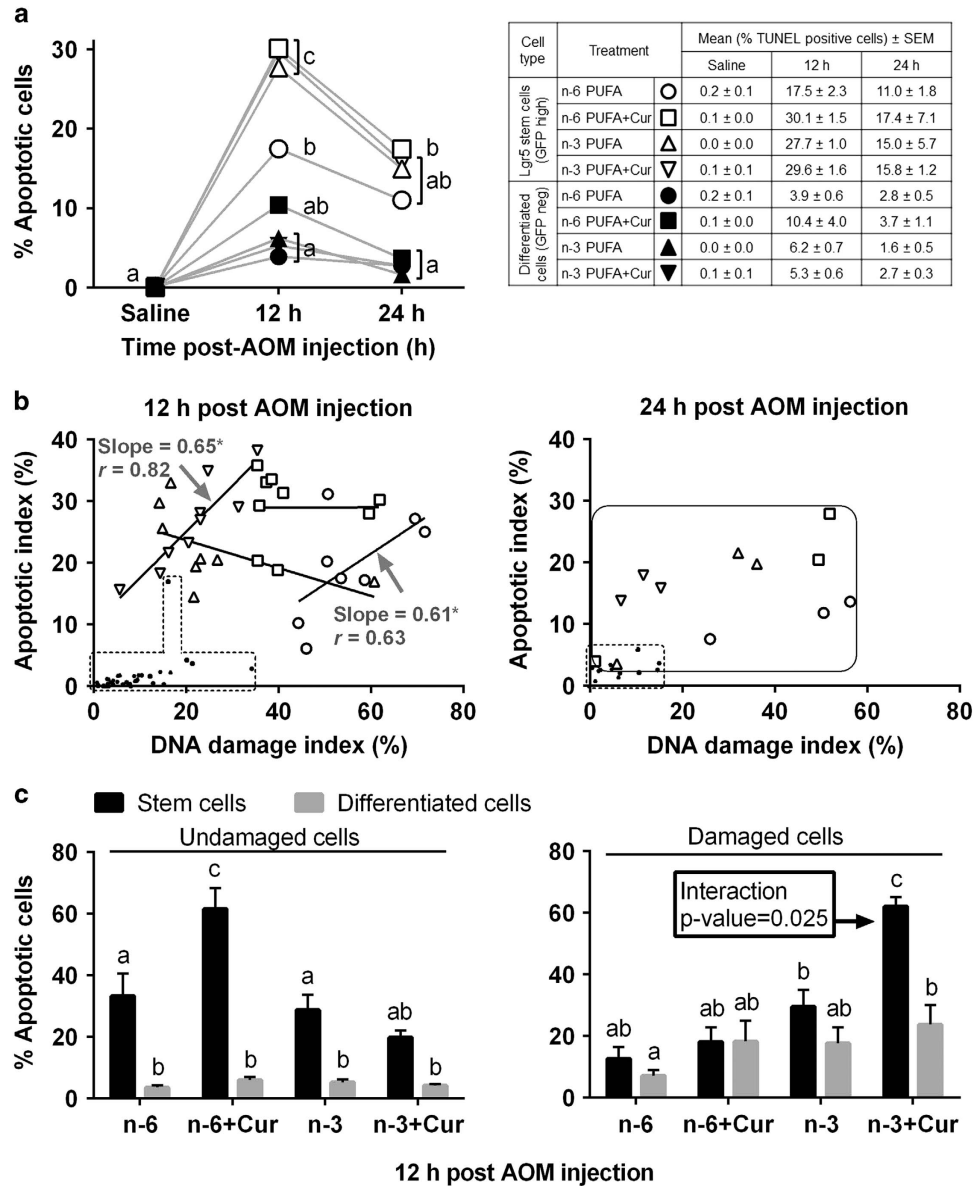 a
% Apoptotic cells
30
20
10
0
a
c
b
ab
a
b
ab
a
Saline 12 h 24 h
Time post-AOM injection (h)
Cell type Treatment Mean (% TUNEL positive cells) ± SEM
Saline 12 h 24 h
Lgr5 stem cells (GFP high)
n-6 PUFA 0.2 ± 0.1 17.5 ± 2.3 11.0 ± 1.8
n-6 PUFA+Cur 0.1 ± 0.0 30.1 ± 1.5 17.4 ± 7.1
n-3 PUFA 0.0 ± 0.0 27.7 ± 1.0 15.0 ± 5.7
n-3 PUFA+Cur 0.1 ± 0.1 29.6 ± 1.6 15.8 ± 1.2
Differentiated cells (GFP neg)
n-6 PUFA 0.2 ± 0.1 3.9 ± 0.6 2.8 ± 0.5
n-6 PUFA+Cur 0.1 ± 0.0 10.4 ± 4.0 3.7 ± 1.1
n-3 PUFA 0.0 ± 0.0 6.2 ± 0.7 1.6 ± 0.5
n-3 PUFA+Cur 0.1 ± 0.1 5.3 ± 0.6 2.7 ± 0.3
b
12 h post AOM injection
Apoptotic index (%)
40
30
20
10
0
Slope = 0.65*
r = 0.82
Slope = 0.61*
r = 0.63
0 20 40 60 80
DNA damage index (%)
24 h post AOM injection
Apoptotic index (%)
40
30
20
10
0
0 20 40 60 80
DNA damage index (%)
c
Stem cells Differentiated cells
Undamaged cells
% Apoptotic cells
80
60
40
20
0
a b c b a b ab b
n-6 n-6+Cur n-3 n-3+Cur
Damaged cells
80
60
40
20
0
Interaction
p-value=0.025
ab a ab ab b ab c b
n-6 n-6+Cur n-3 n-3+Cur
12 h post AOM injection